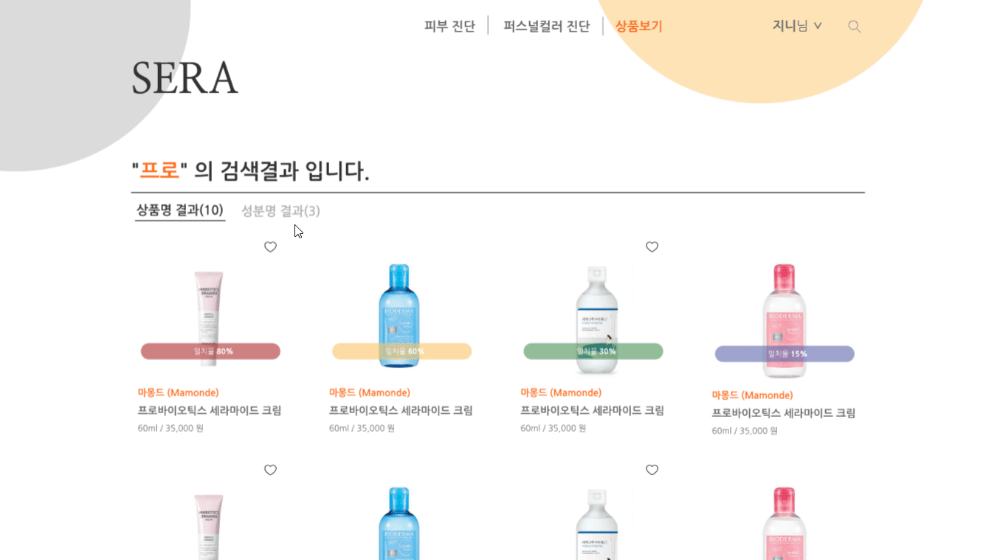 피부 진단 퍼스널컬러 진단 상품보기 지니님 ∨
SERA
"프로" 의 검색결과 입니다.
상품명 결과(10) 성분명 결과(3)
BIODERMA
BIODERMA
일치율 80%
일치율 60%
일치율 30%
일치율 15%
마몽드 (Mamonde)
프로바이오틱스 세라마이드 크림
60ml / 35,000 원
마몽드 (Mamonde)
프로바이오틱스 세라마이드 크림
60ml / 35,000 원
마몽드 (Mamonde)
프로바이오틱스 세라마이드 크림
60ml / 35,000 원
마몽드 (Mamonde)
프로바이오틱스 세라마이드 크림
60ml / 35,000 원
BIODERMA
BIODERMA